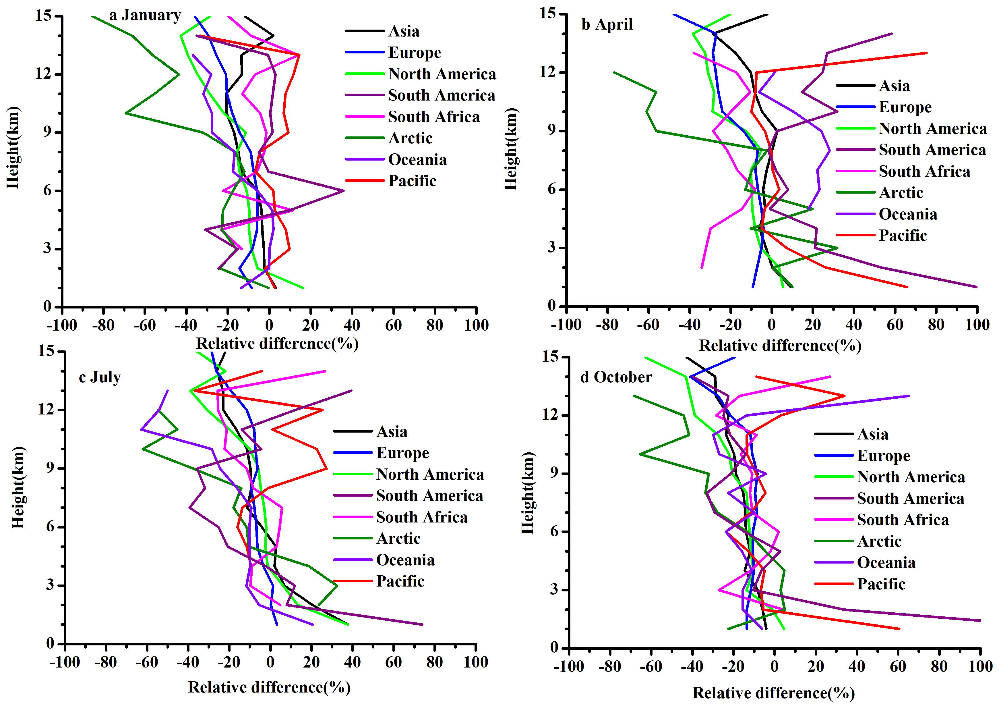 a January
15
12
9
6
3
0
Height(km)
Asia
Europe
North America
South America
South Africa
Arctic
Oceania
Pacific
-100 -80 -60 -40 -20 0 20 40 60 80 100
Relative difference(%)
b April
15
12
9
6
3
0
Height(km)
Asia
Europe
North America
South America
South Africa
Arctic
Oceania
Pacific
-100 -80 -60 -40 -20 0 20 40 60 80 100
Relative difference(%)
c July
15
12
9
6
3
0
Height(km)
Asia
Europe
North America
South America
South Africa
Arctic
Oceania
Pacific
-100 -80 -60 -40 -20 0 20 40 60 80 100
Relative difference(%)
d October
15
12
9
6
3
0
Height(km)
Asia
Europe
North America
South America
South Africa
Arctic
Oceania
Pacific
-100 -80 -60 -40 -20 0 20 40 60 80 100
Relative difference(%)